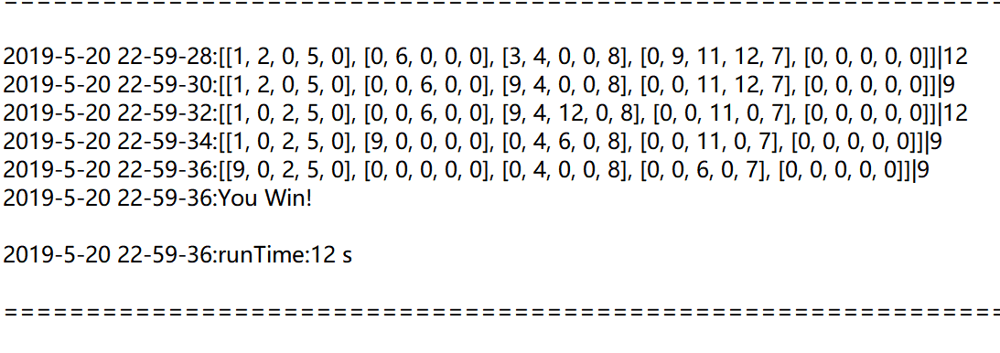 2019-5-20 22-59-28:[[1, 2, 0, 5, 0], [0, 6, 0, 0, 0], [3, 4, 0, 0, 8], [0, 9, 11, 12, 7], [0, 0, 0, 0, 0]]|12
2019-5-20 22-59-30:[[1, 2, 0, 5, 0], [0, 0, 6, 0, 0], [9, 4, 0, 0, 8], [0, 0, 11, 12, 7], [0, 0, 0, 0, 0]]|9
2019-5-20 22-59-32:[[1, 0, 2, 5, 0], [0, 0, 6, 0, 0], [9, 4, 12, 0, 8], [0, 0, 11, 0, 7], [0, 0, 0, 0, 0]]|12
2019-5-20 22-59-34:[[1, 0, 2, 5, 0], [9, 0, 0, 0, 0], [0, 4, 6, 0, 8], [0, 0, 11, 0, 7], [0, 0, 0, 0, 0]]|9
2019-5-20 22-59-36:[[9, 0, 2, 5, 0], [0, 0, 0, 0, 0], [0, 4, 0, 0, 8], [0, 0, 6, 0, 7], [0, 0, 0, 0, 0]]|9
2019-5-20 22-59-36:You Win!
2019-5-20 22-59-36:runTime:12 s